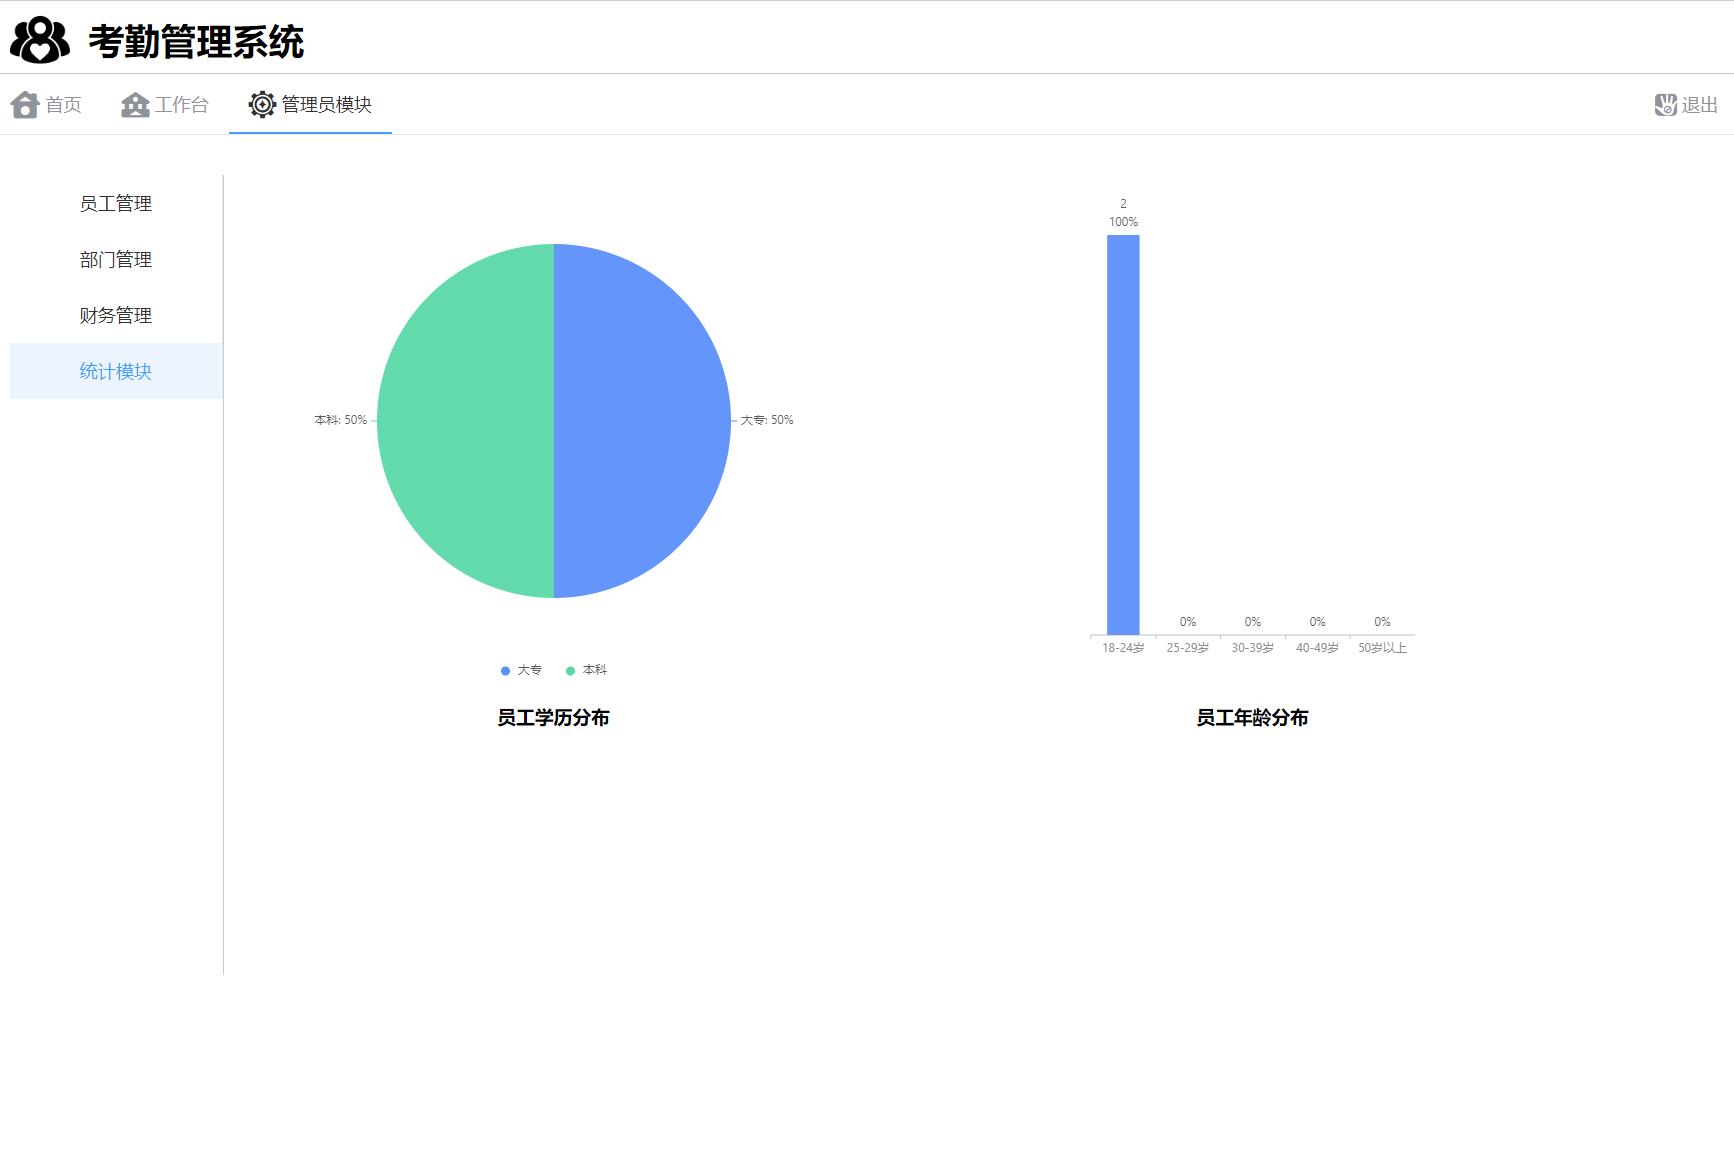 考勤管理系统
首页
工作台
管理员模块
退出
员工管理
部门管理
财务管理
统计模块
本科: 50%
大专: 50%
大专
本科
员工学历分布
2
100%
0%
0%
0%
0%
18-24岁
25-29岁
30-39岁
40-49岁
50岁以上
员工年龄分布